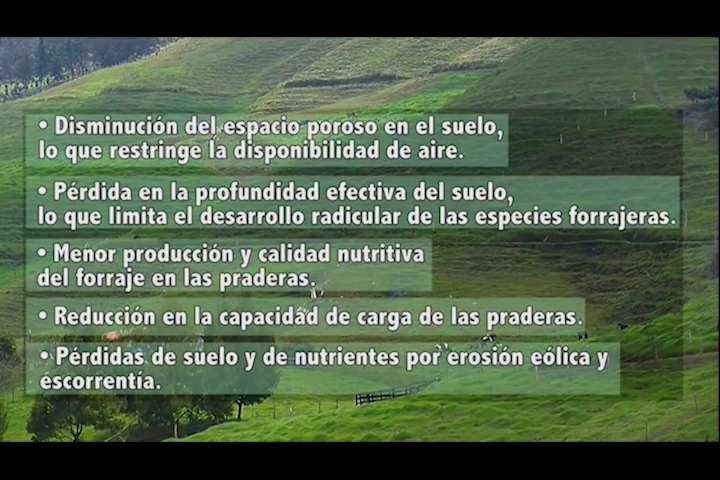 • Disminución del espacio poroso en el suelo,
lo que restringe la disponibilidad de aire.
• Pérdida en la profundidad efectiva del suelo,
lo que limita el desarrollo radicular de las especies forrajeras.
• Menor producción y calidad nutritiva
del forraje en las praderas.
• Reducción en la capacidad de carga de las praderas.
• Pérdidas de suelo y de nutrientes por erosión eólica y
escorrentía.